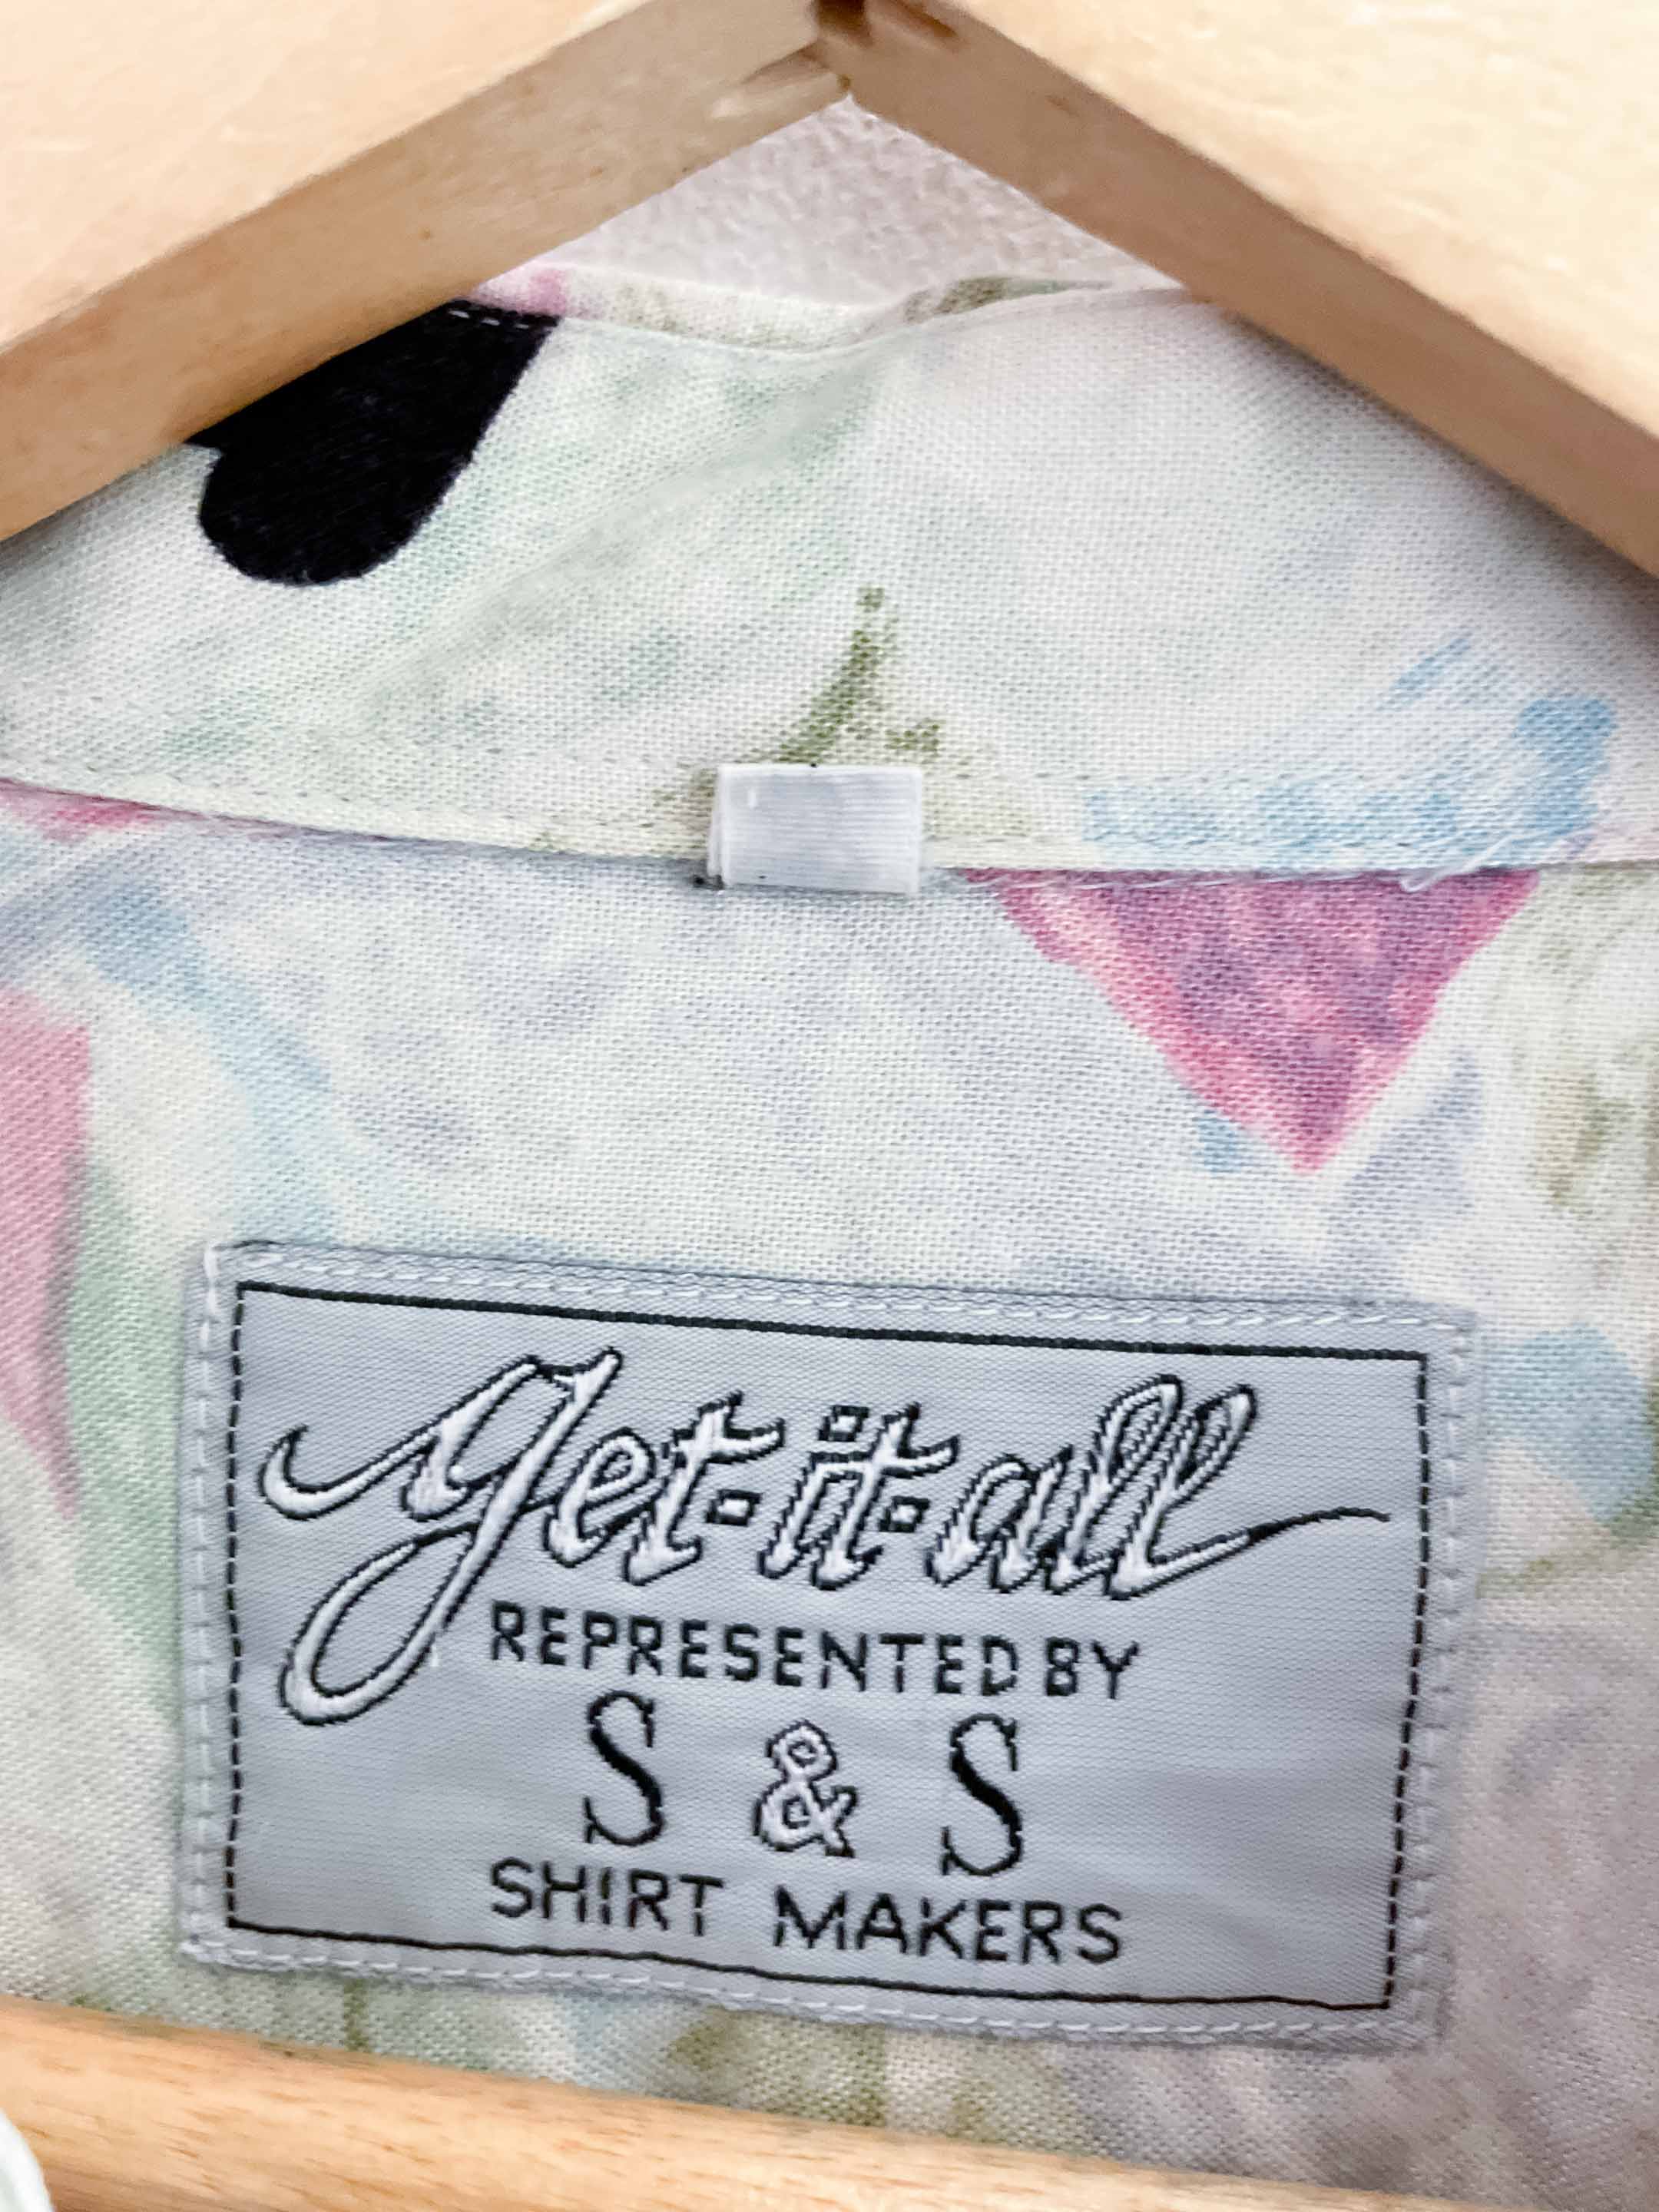 get-it-all
REPRESENTED BY
S & S
SHIRT MAKERS